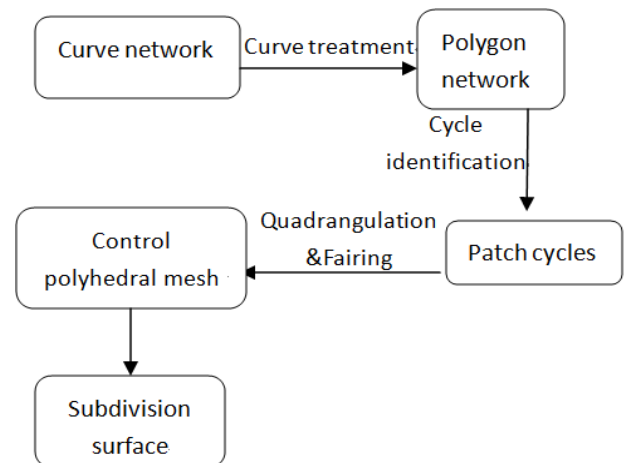 Curve network
Curve treatment
Polygon
network
Cycle
identification
Patch cycles
Quadrangulation
&Fairing
Control
polyhedral mesh
Subdivision
surface